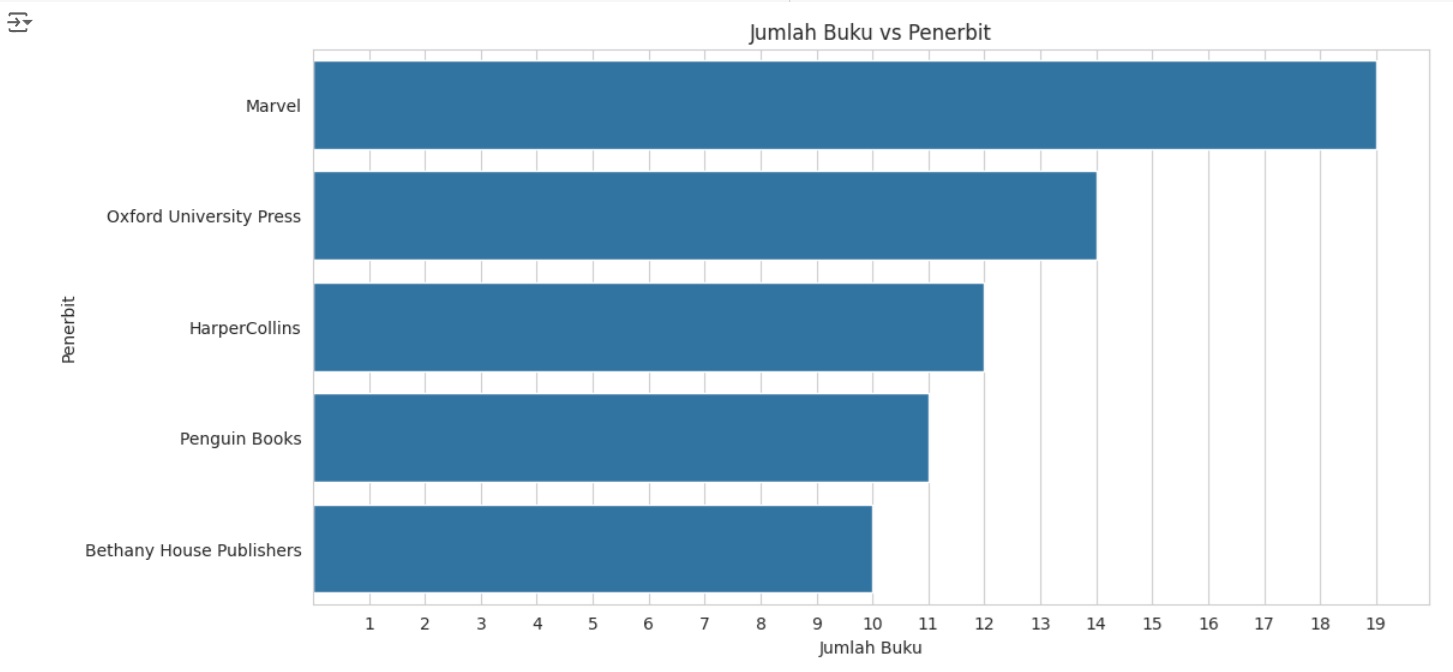 Jumlah Buku vs Penerbit
Marvel
Oxford University Press
HarperCollins
Penguin Books
Bethany House Publishers
Penerbit
1 2 3 4 5 6 7 8 9 10 11 12 13 14 15 16 17 18 19
Jumlah Buku